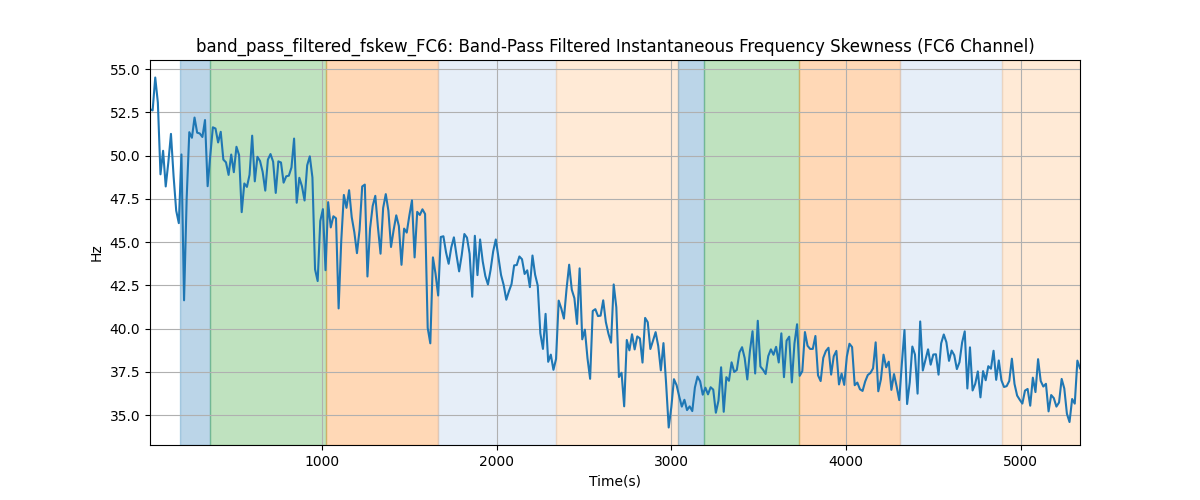 band_pass_filtered_fskew_FC6: Band-Pass Filtered Instantaneous Frequency Skewness (FC6 Channel)
55.0
52.5
50.0
47.5
45.0
42.5
40.0
37.5
35.0
Hz
1000 2000 3000 4000 5000
Time(s)